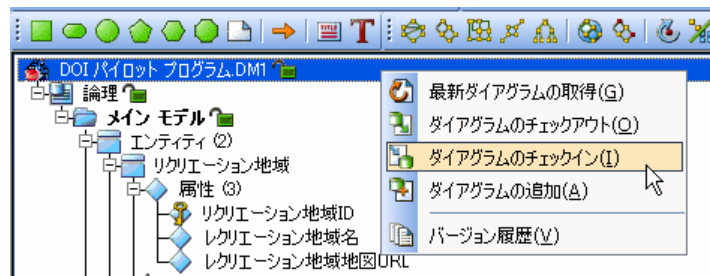 T
DOI パイロット プログラム.DM1
論理
メイン モデル
エンティティ (2)
リクリエーション地域
属性 (3)
リクリエーション地域ID
レクリエーション地域名
レクリエーション地域地図URL
最新ダイアグラムの取得(G)
ダイアグラムのチェックアウト(O)
ダイアグラムのチェックイン(I)
ダイアグラムの追加(A)
バージョン履歴(V)